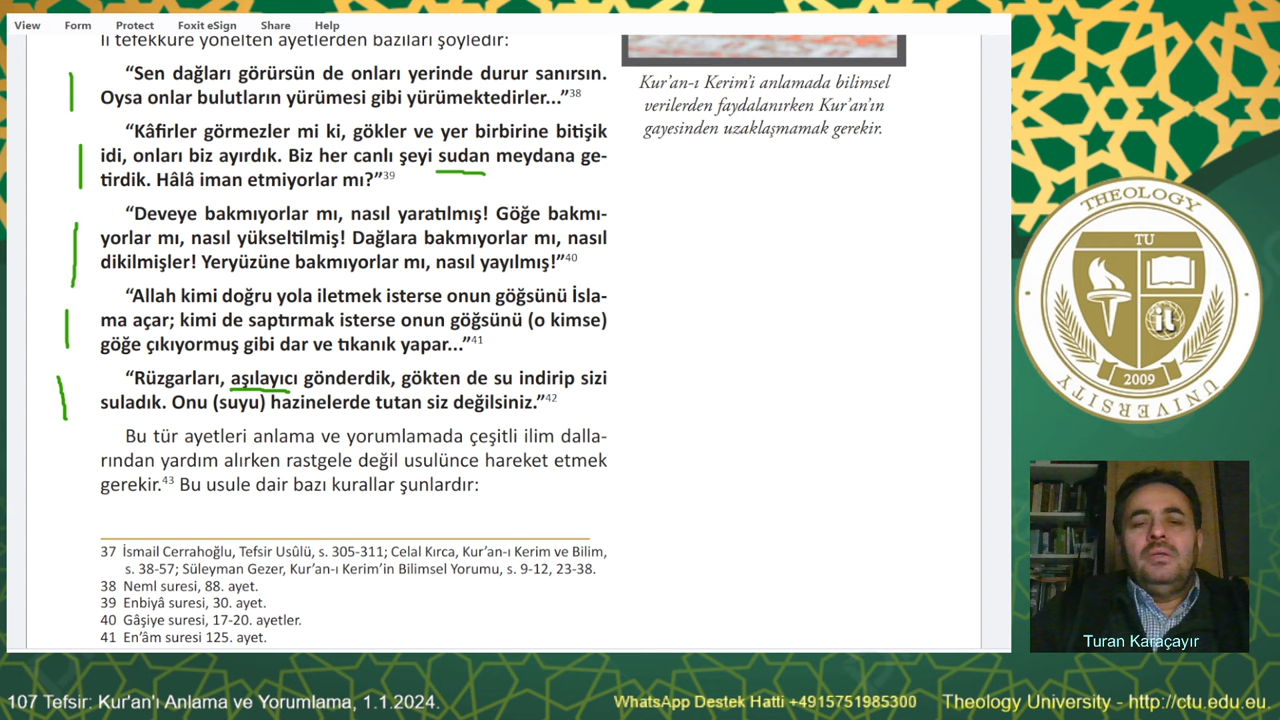 View Form Protect Foxit eSign Share Help
li tefekküre yönelten ayetlerden bazıları şöyledir:
“Sen dağları görürsün de onları yerinde durur sanırsın.
Oysa onlar bulutların yürümesi gibi yürümektedirler...”38
“Kâfirler görmezler mi ki, gökler ve yer birbirine bitişik
idi, onları biz ayırdık. Biz her canlı şeyi sudan meydana ge-
tirdik. Hâlâ iman etmiyorlar mı?”39
“Deveye bakmıyorlar mı, nasıl yaratılmış! Göğe bakmı-
yorlar mı, nasıl yükseltilmiş! Dağlara bakmıyorlar mı, nasıl
dikilmişler! Yeryüzüne bakmıyorlar mı, nasıl yayılmış!”40
“Allah kimi doğru yola iletmek isterse onun göğsünü İsla-
ma açar; kimi de saptırmak isterse onun göğsünü (o kimse)
göğe çıkıyormuş gibi dar ve tıkanık yapar...”41
“Rüzgarları, aşılayıcı gönderdik, gökten de su indirip sizi
suladık. Onu (suyu) hazinelerde tutan siz değilsiniz.”42
Bu tür ayetleri anlama ve yorumlamada çeşitli ilim dalla-
rından yardım alırken rastgele değil usulünce hareket etmek
gerekir.43 Bu usule dair bazı kurallar şunlardır:
37 İsmail Cerrahoğlu, Tefsir Usûlü, s. 305-311; Celal Kırca, Kur’an-ı Kerim ve Bilim,
s. 38-57; Süleyman Gezer, Kur’an-ı Kerim’in Bilimsel Yorumu, s. 9-12, 23-38.
38 Neml suresi, 88. ayet.
39 Enbiyâ suresi, 30. ayet.
40 Gâşiye suresi, 17-20. ayetler.
41 En’âm suresi 125. ayet.
Kur’an-ı Kerim’i anlamada bilimsel
verilerden faydalanırken Kur’an’ın
gayesinden uzaklaşmamak gerekir.
THEOLOGY
TU
2009
UNIVERSITY
Turan Karaçayır
107 Tefsir: Kur'an'ı Anlama ve Yorumlama, 1.1.2024. WhatsApp Destek Hatti +4915751985300 Theology University - http://ctu.edu.eu.